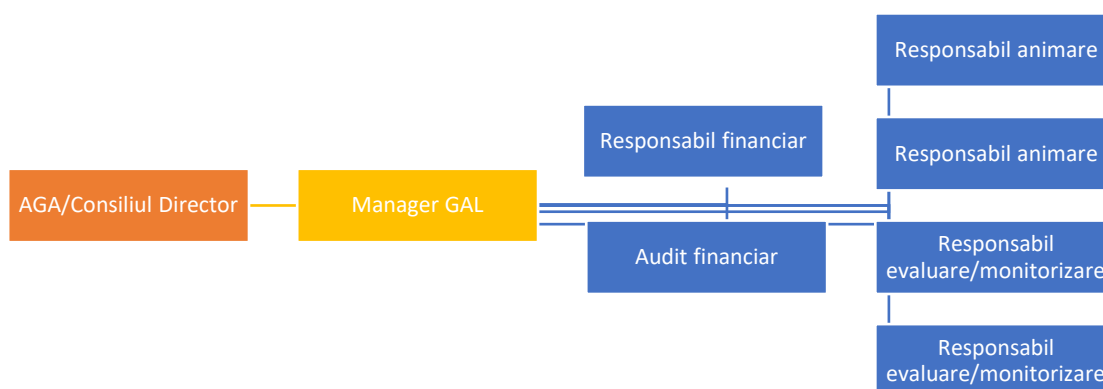 AGA/Consiliul Director
Manager GAL
Responsabil financiar
Audit financiar
Responsabil animare
Responsabil animare
Responsabil
evaluare/monitorizare
Responsabil
evaluare/monitorizare